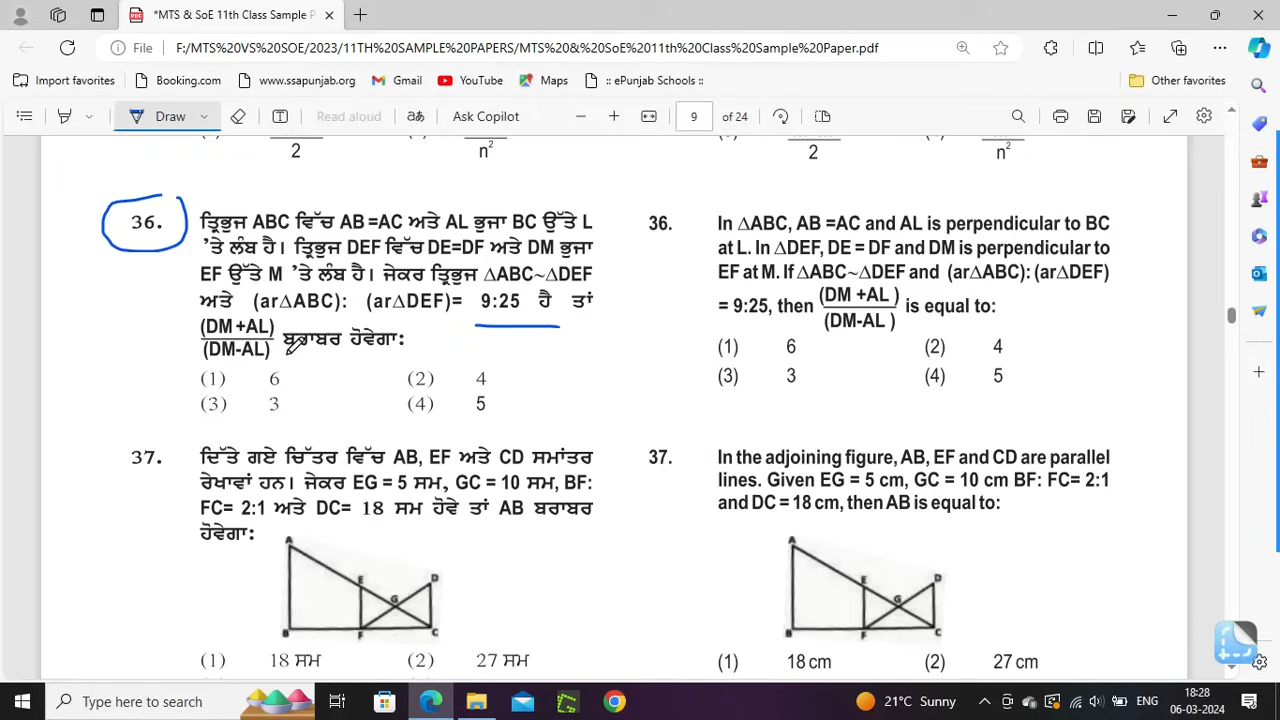 *MTS & SoE 11th Class Sample P
File
F:/MTS%20VS%20SOE/2023/11TH%20SAMPLE%20PAPERS/MTS%20&%20SoE%2011th%20Class%20Sample%20Paper.pdf
Import favorites
Booking.com
www.ssapunjab.org
Gmail
YouTube
Maps
:: ePunjab Schools ::
Other favorites
Draw
Read aloud
aあ
Ask Copilot
9 of 24
2
n²
2
n²
36. ਤ੍ਰਿਭੁਜ ABC ਵਿੱਚ AB =AC ਅਤੇ AL ਭੁਜਾ BC ਉੱਤੇ L
'ਤੇ ਲੰਬ ਹੈ। ਤ੍ਰਿਭੁਜ DEF ਵਿੱਚ DE=DF ਅਤੇ DM ਭੁਜਾ
EF ਉੱਤੇ M 'ਤੇ ਲੰਬ ਹੈ। ਜੇਕਰ ਤ੍ਰਿਭੁਜ ΔABC~ΔDEF
ਅਤੇ (arΔABC): (arΔDEF)= 9:25 ਹੈ ਤਾਂ
(DM +AL)
(DM-AL) ਬਰਾਬਰ ਹੋਵੇਗਾ:
(1) 6 (2) 4
(3) 3 (4) 5
37. ਦਿੱਤੇ ਗਏ ਚਿੱਤਰ ਵਿੱਚ AB, EF ਅਤੇ CD ਸਮਾਂਤਰ
ਰੇਖਾਵਾਂ ਹਨ। ਜੇਕਰ EG = 5 ਸਮ, GC = 10 ਸਮ, BF:
FC= 2:1 ਅਤੇ DC= 18 ਸਮ ਹੋਵੇ ਤਾਂ AB ਬਰਾਬਰ
ਹੋਵੇਗਾ:
A
E
D
G
B
F
C
(1) 18 ਸਮ (2) 27 ਸਮ
36. In ΔABC, AB =AC and AL is perpendicular to BC
at L. In ΔDEF, DE = DF and DM is perpendicular to
EF at M. If ΔABC~ΔDEF and (arΔABC): (arΔDEF)
= 9:25, then (DM +AL ) is equal to:
(DM-AL )
(1) 6 (2) 4
(3) 3 (4) 5
37. In the adjoining figure, AB, EF and CD are parallel
lines. Given EG = 5 cm, GC = 10 cm BF: FC= 2:1
and DC = 18 cm, then AB is equal to:
A
E
D
G
B
F
C
(1) 18 cm (2) 27 cm
Type here to search
21°C Sunny
ENG
18:28
06-03-2024